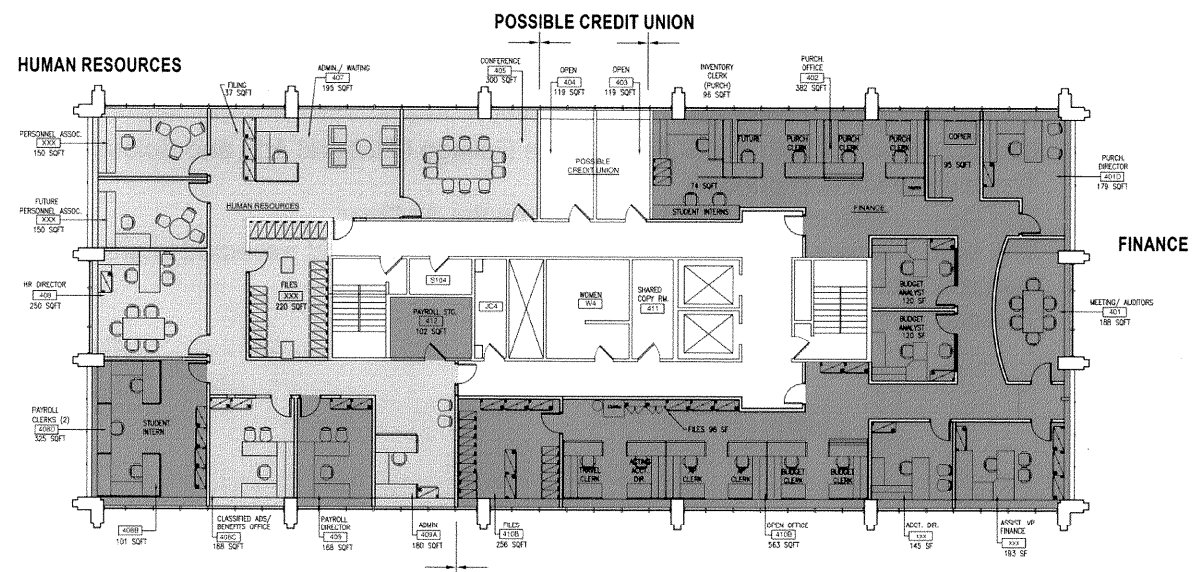 POSSIBLE CREDIT UNION
HUMAN RESOURCES
FINANCE
FILING
37 SQFT
ADMIN./ WAITING
407
195 SQFT
CONFERENCE
405
300 SQFT
OPEN
404
119 SQFT
OPEN
403
119 SQFT
INVENTORY
CLERK
(PURCH)
96 SQFT
PURCH.
OFFICE
402
382 SQFT
PERSONNEL ASSOC.
XXX
150 SQFT
FUTURE
PERSONNEL ASSOC.
XXX
150 SQFT
HR DIRECTOR
408
250 SQFT
PAYROLL
CLERKS (2)
408D
325 SQFT
HUMAN RESOURCES
POSSIBLE
CREDIT UNION
74 SQFT
STUDENT INTERNS
FUTURE
PURCH
CLERK
PURCH
CLERK
PURCH
CLERK
COPIER
95 SQFT
FINANCE
PURCH.
DIRECTOR
401D
179 SQFT
FILES
XXX
220 SQFT
S104
PAYROLL STO.
412
102 SQFT
JC4
WOMEN
W4
SHARED
COPY RM.
411
BUDGET
ANALYST
120 SF
BUDGET
ANALYST
120 SF
MEETING/ AUDITORS
401
188 SQFT
STUDENT
INTERN
FILES 96 SF
TRAVEL
CLERK
ACTING
ACCT
DIR.
AP
CLERK
AP
CLERK
BUDGET
CLERK
BUDGET
CLERK
408B
101 SQFT
CLASSIFIED ADS/
BENEFITS OFFICE
408C
168 SQFT
PAYROLL
DIRECTOR
409
168 SQFT
ADMIN
409A
180 SQFT
FILES
410B
256 SQFT
OPEN OFFICE
410B
563 SQFT
ACCT. DIR.
XXX
145 SF
ASSIST VP
FINANCE
XXX
193 SF